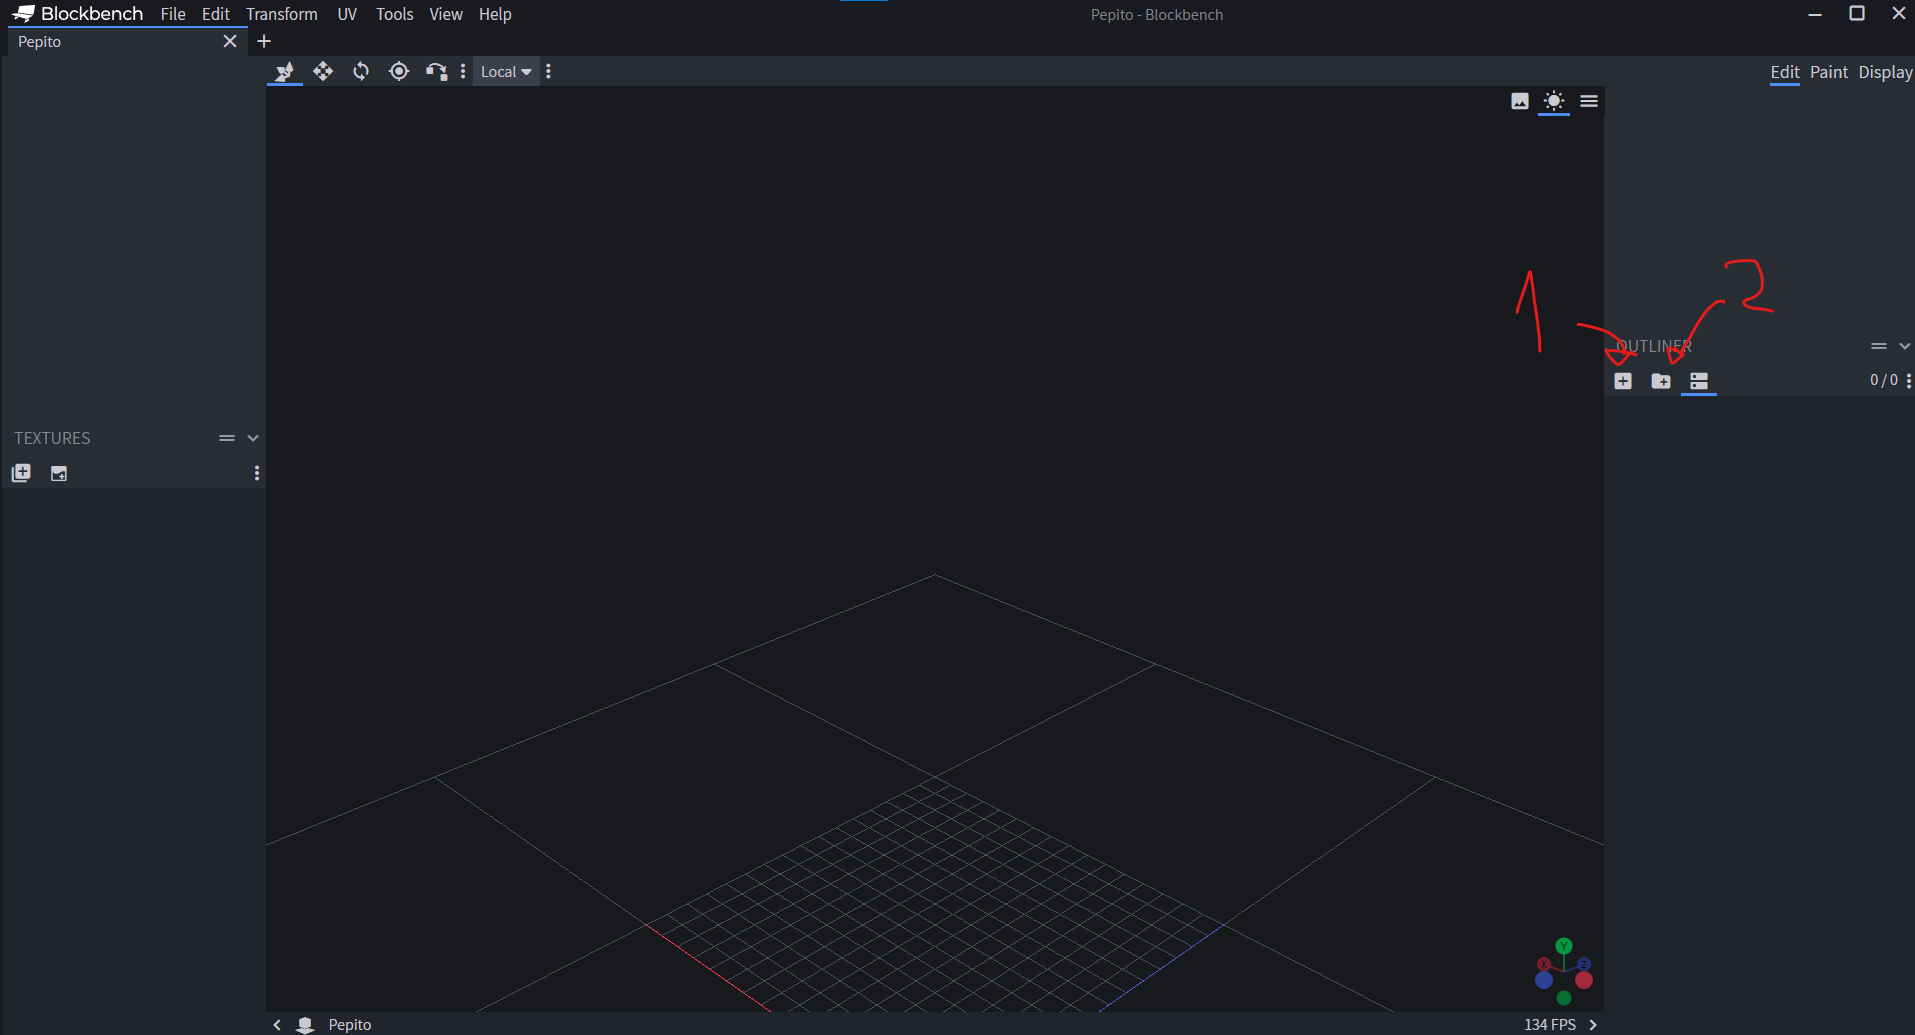 Blockbench File Edit Transform UV Tools View Help
Pepito - Blockbench
Pepito
Local
Edit Paint Display
1
2
OUTLINER
0 / 0
TEXTURES
Y
X
Z
Pepito
134 FPS